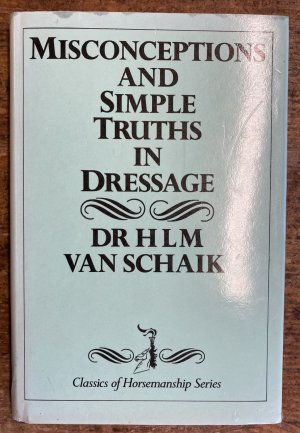 MISCONCEPTIONS
AND
SIMPLE
TRUTHS
IN
DRESSAGE
DR H L M
VAN SCHAIK
Classics of Horsemanship Series